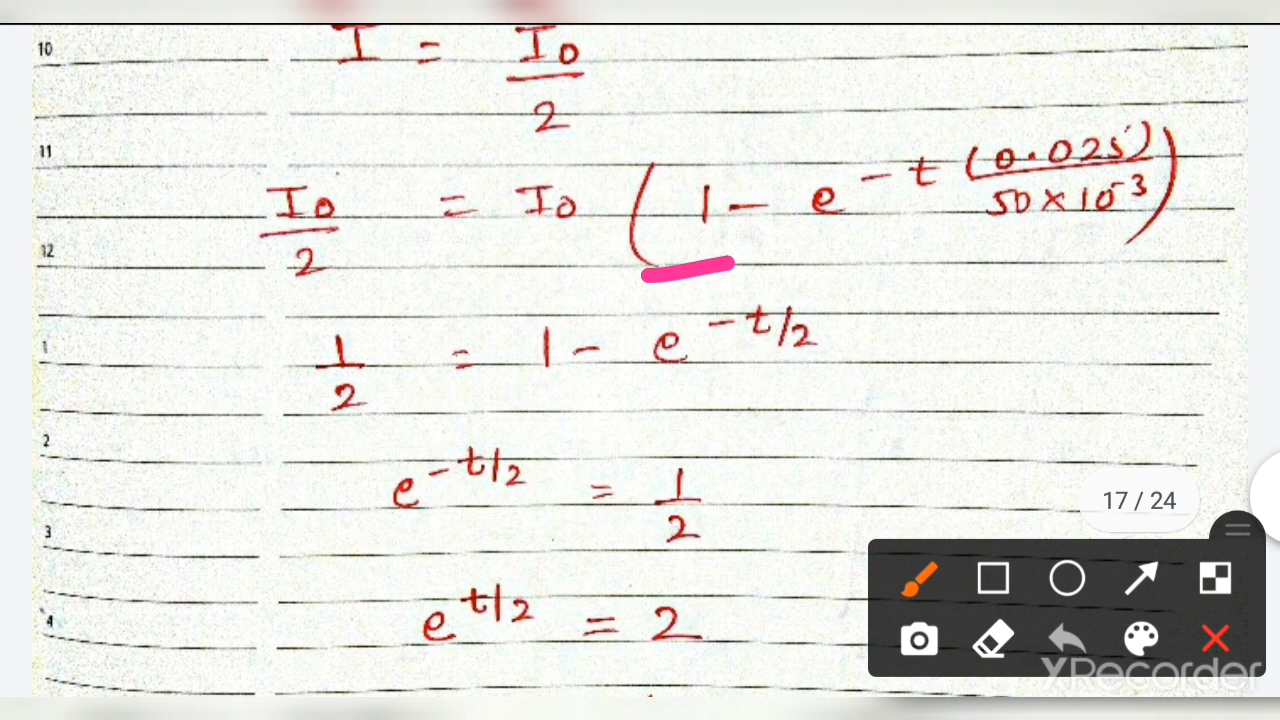 10
I = I₀/2
11
I₀/2 = I₀ (1 - e^(-t (0.025)/(50×10⁻³)))
12
1
1/2 = 1 - e^(-t/2)
2
e^(-t/2) = 1/2
17 / 24
3
4
e^(t/2) = 2
XRecorder